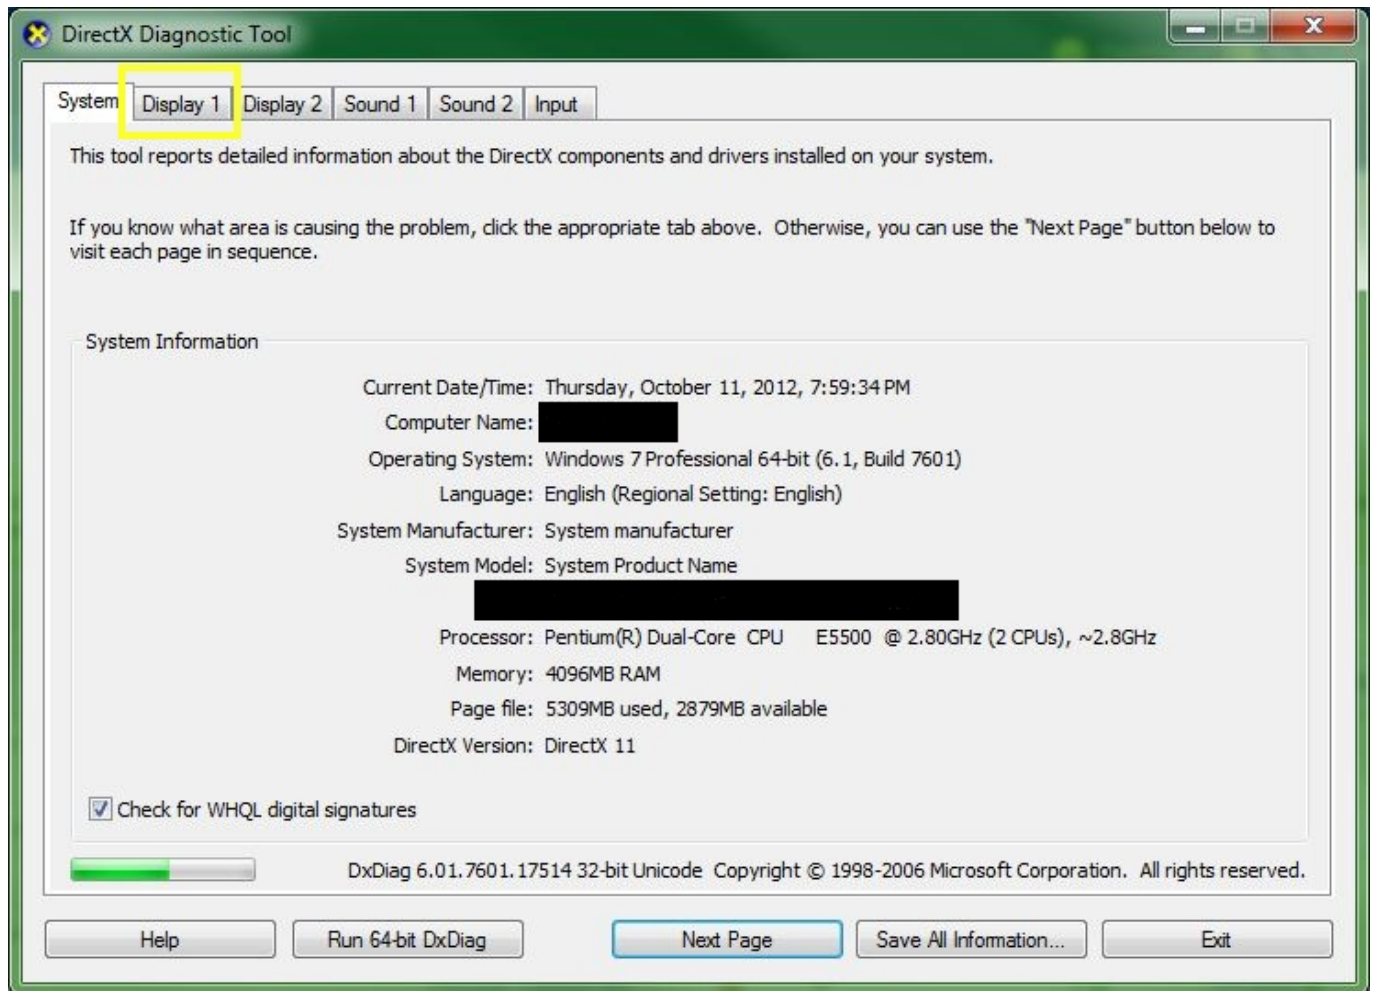 DirectX Diagnostic Tool
System Display 1 Display 2 Sound 1 Sound 2 Input
This tool reports detailed information about the DirectX components and drivers installed on your system.
If you know what area is causing the problem, click the appropriate tab above.  Otherwise, you can use the "Next Page" button below to
visit each page in sequence.
System Information
Current Date/Time: Thursday, October 11, 2012, 7:59:34 PM
Computer Name:
Operating System: Windows 7 Professional 64-bit (6.1, Build 7601)
Language: English (Regional Setting: English)
System Manufacturer: System manufacturer
System Model: System Product Name
Processor: Pentium(R) Dual-Core  CPU      E5500  @ 2.80GHz (2 CPUs), ~2.8GHz
Memory: 4096MB RAM
Page file: 5309MB used, 2879MB available
DirectX Version: DirectX 11
Check for WHQL digital signatures
DxDiag 6.01.7601.17514 32-bit Unicode  Copyright © 1998-2006 Microsoft Corporation.  All rights reserved.
Help Run 64-bit DxDiag Next Page Save All Information... Exit